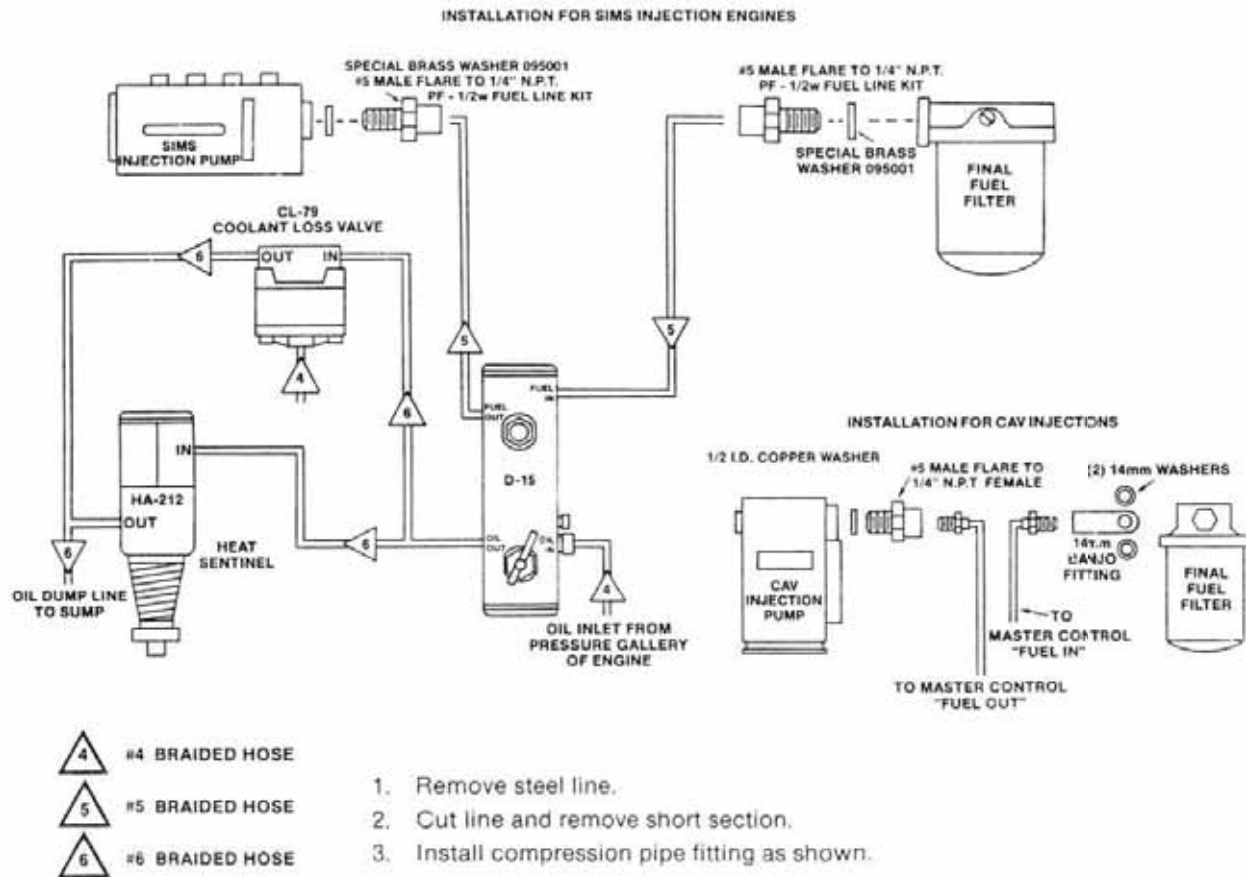 INSTALLATION FOR SIMS INJECTION ENGINES
SPECIAL BRASS WASHER 095001
#5 MALE FLARE TO 1/4" N.P.T.
PF - 1/2w FUEL LINE KIT
#5 MALE FLARE TO 1/4" N.P.T.
PF - 1/2w FUEL LINE KIT
SIMS
INJECTION PUMP
SPECIAL BRASS
WASHER 095001
FINAL
FUEL
FILTER
CL-79
COOLANT LOSS VALVE
6
OUT IN
4
5
5
6
FUEL
IN
FUEL
OUT
D-15
OIL
OUT
OIL
IN
IN
HA-212
OUT
HEAT
SENTINEL
6
6
4
OIL DUMP LINE
TO SUMP
OIL INLET FROM
PRESSURE GALLERY
OF ENGINE
INSTALLATION FOR CAV INJECTIONS
1/2 I.D. COPPER WASHER
#5 MALE FLARE TO
1/4" N.P.T FEMALE
(2) 14mm WASHERS
CAV
INJECTION
PUMP
14mm
BANJO
FITTING
FINAL
FUEL
FILTER
TO
MASTER CONTROL
"FUEL IN"
TO MASTER CONTROL
"FUEL OUT"
4 #4 BRAIDED HOSE
5 #5 BRAIDED HOSE
6 #6 BRAIDED HOSE
1. Remove steel line.
2. Cut line and remove short section.
3. Install compression pipe fitting as shown.